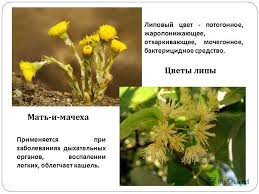 Липовый цвет - потогонное,
жаропонижающее,
отхаркивающее, мочегонное,
бактерицидное средство.
Цветы липы
Мать-и-мачеха
Применяется при
заболеваниях дыхательных
органов, воспалении
легких, облегчает кашель.